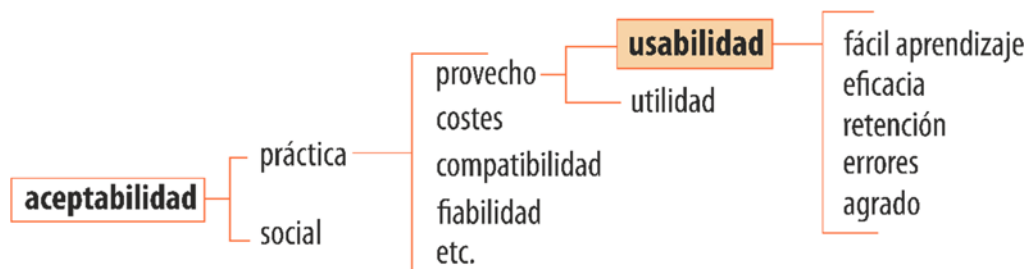 aceptabilidad
práctica
social
provecho
costes
compatibilidad
fiabilidad
etc.
usabilidad
utilidad
fácil aprendizaje
eficacia
retención
errores
agrado